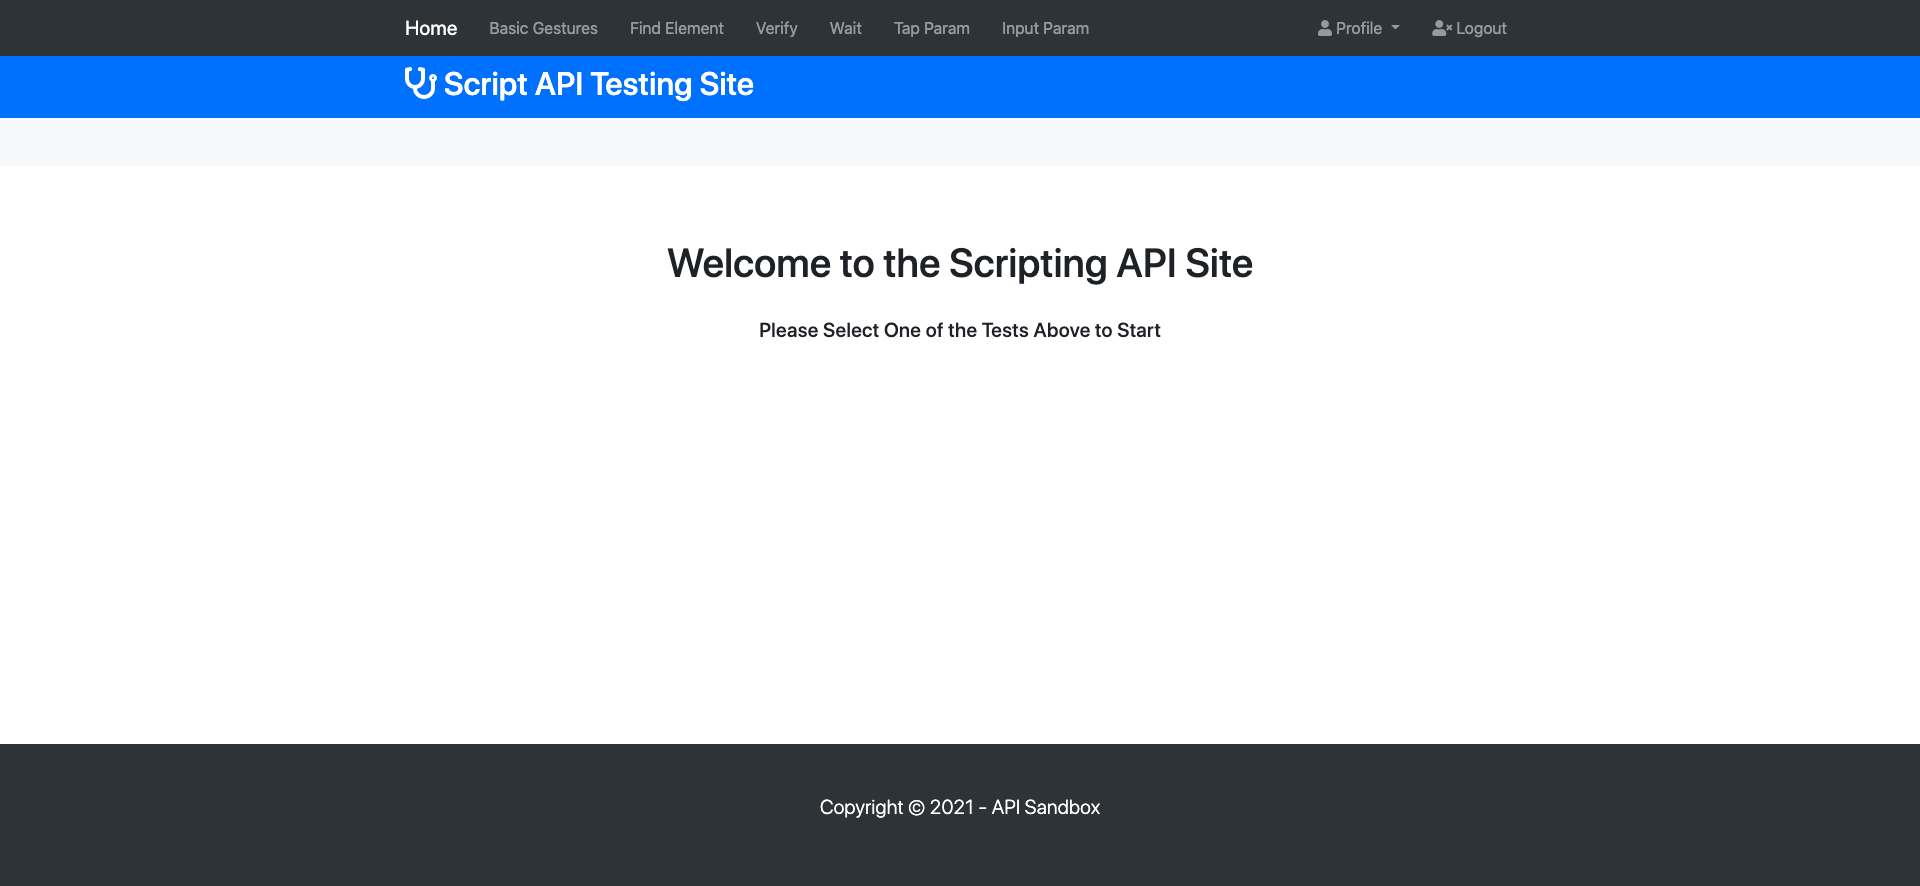 Home Basic Gestures Find Element Verify Wait Tap Param Input Param Profile Logout
Script API Testing Site
Welcome to the Scripting API Site
Please Select One of the Tests Above to Start
Copyright © 2021 - API Sandbox